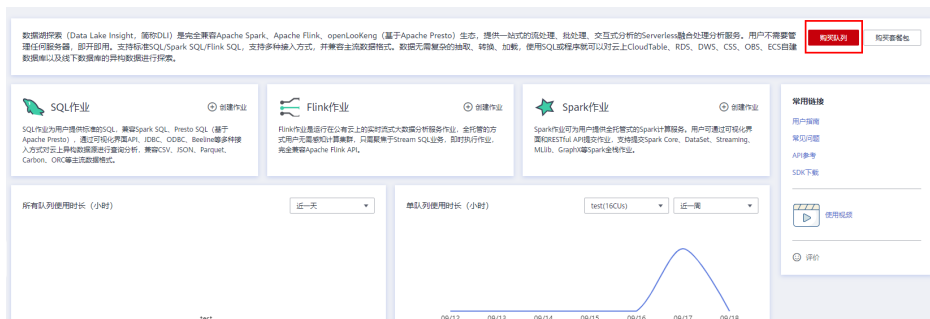 数据湖探索（Data Lake Insight，简称DLI）是完全兼容Apache Spark、Apache Flink、openLooKeng（基于Apache Presto）生态，提供一站式的流处理、批处理、交互式分析的Serverless融合处理分析服务。用户不需要管
理任何服务器，即开即用。支持标准SQL/Spark SQL/Flink SQL，支持多种接入方式，并兼容主流数据格式。数据无需复杂的抽取、转换、加载，使用SQL或程序就可以对云上CloudTable、RDS、DWS、CSS、OBS、ECS自建
数据库以及线下数据库的异构数据进行探索。
购买队列
购买套餐包
SQL作业
创建作业
SQL作业为用户提供标准的SQL、兼容Spark SQL、Presto SQL（基于
Apache Presto），通过可视化界面API、JDBC、ODBC、Beeline等多种接
入方式对云上异构数据源进行查询分析，兼容CSV、JSON、Parquet、
Carbon、ORC等主流数据格式。
Flink作业
创建作业
Flink作业是运行在公有云上的实时流式大数据分析服务作业，全托管的方
式用户无需感知计算集群，只需聚焦于Stream SQL业务，即时执行作业，
完全兼容Apache Flink API。
Spark作业
创建作业
Spark作业可为用户提供全托管式的Spark计算服务。用户可通过可视化界
面和RESTful API提交作业，支持提交Spark Core、DataSet、Streaming、
MLlib、GraphX等Spark全栈作业。
常用链接
用户指南
常见问题
API参考
SDK下载
使用视频
评价
所有队列使用时长（小时）
近一天
test
单队列使用时长（小时）
test(16CUs)
近一周
09/12
09/13
09/14
09/15
09/16
09/17
09/18